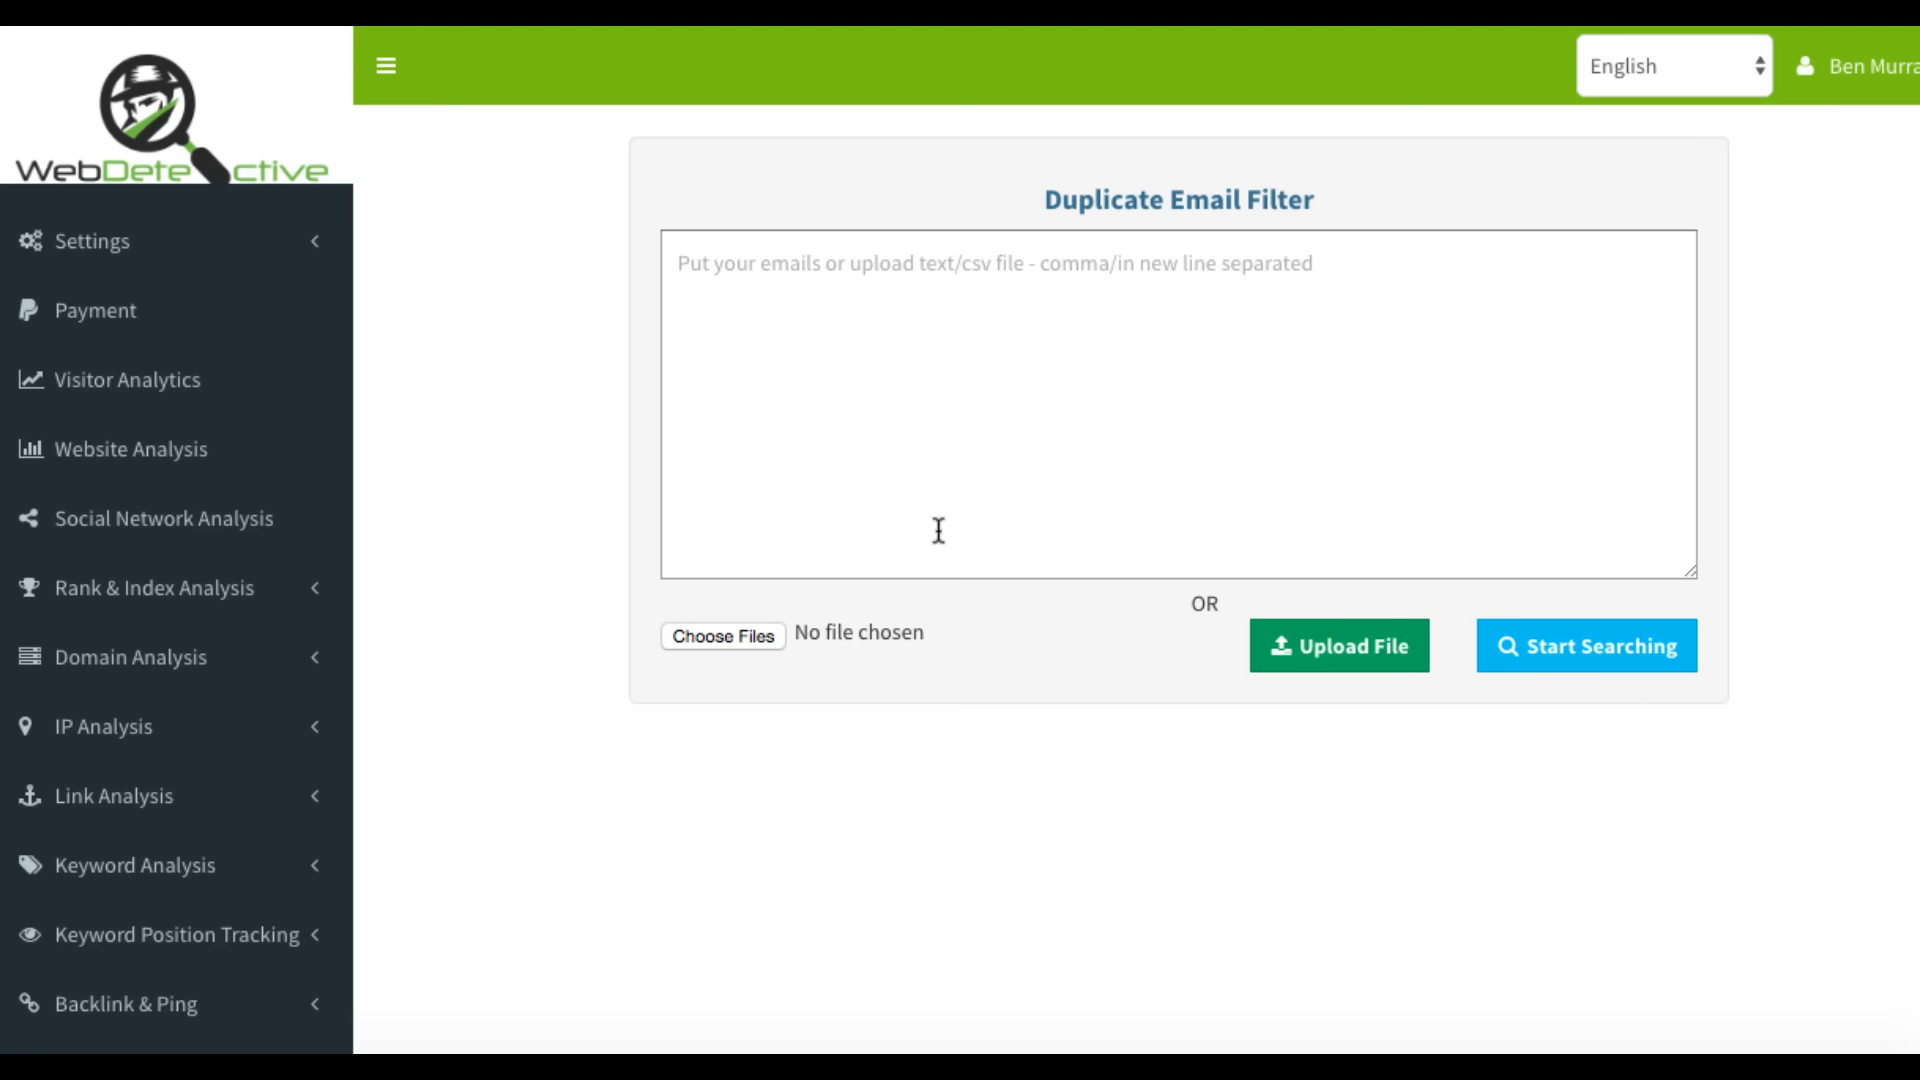 WebDetective
English
Ben Murra
Settings
Payment
Visitor Analytics
Website Analysis
Social Network Analysis
Rank & Index Analysis
Domain Analysis
IP Analysis
Link Analysis
Keyword Analysis
Keyword Position Tracking
Backlink & Ping
Duplicate Email Filter
Put your emails or upload text/csv file - comma/in new line separated
OR
Choose Files No file chosen
Upload File
Start Searching